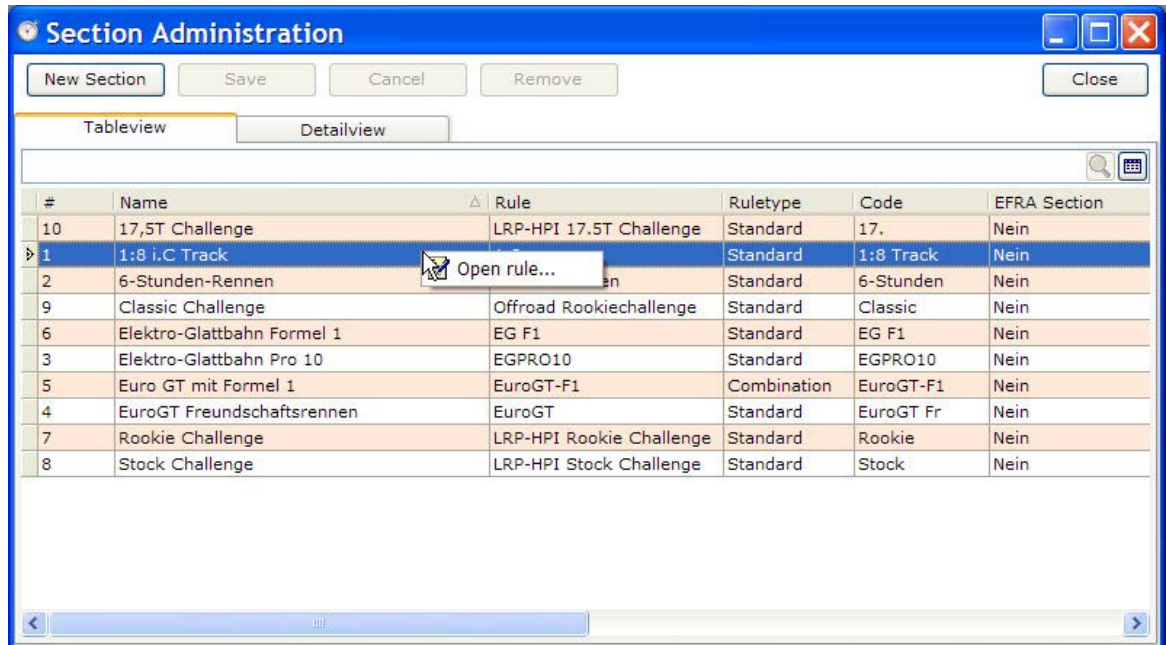 Section Administration
New Section Save Cancel Remove Close
Tableview Detailview
# Name Rule Ruletype Code EFRA Section
10 17,5T Challenge LRP-HPI 17.5T Challenge Standard 17. Nein
1 1:8 i.C Track Standard 1:8 Track Nein
Open rule...
2 6-Stunden-Rennen Standard 6-Stunden Nein
9 Classic Challenge Offroad Rookiechallenge Standard Classic Nein
6 Elektro-Glattbahn Formel 1 EG F1 Standard EG F1 Nein
3 Elektro-Glattbahn Pro 10 EGPRO10 Standard EGPRO10 Nein
5 Euro GT mit Formel 1 EuroGT-F1 Combination EuroGT-F1 Nein
4 EuroGT Freundschaftsrennen EuroGT Standard EuroGT Fr Nein
7 Rookie Challenge LRP-HPI Rookie Challenge Standard Rookie Nein
8 Stock Challenge LRP-HPI Stock Challenge Standard Stock Nein